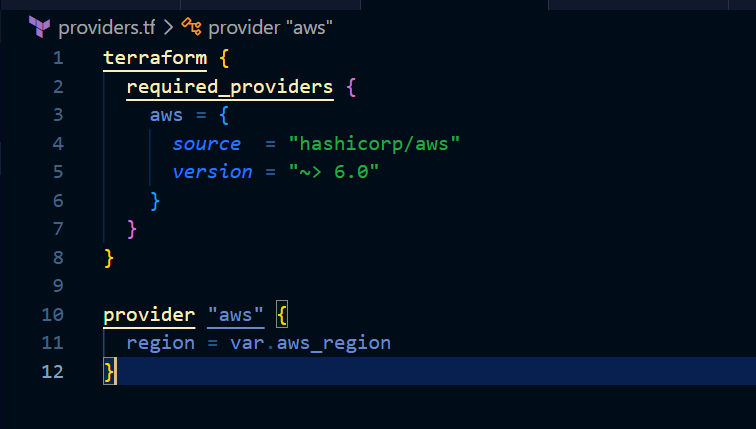 providers.tf > provider "aws"
1 terraform {
2   required_providers {
3     aws = {
4       source  = "hashicorp/aws"
5       version = "~> 6.0"
6     }
7   }
8 }
9
10 provider "aws" {
11   region = var.aws_region
12 }